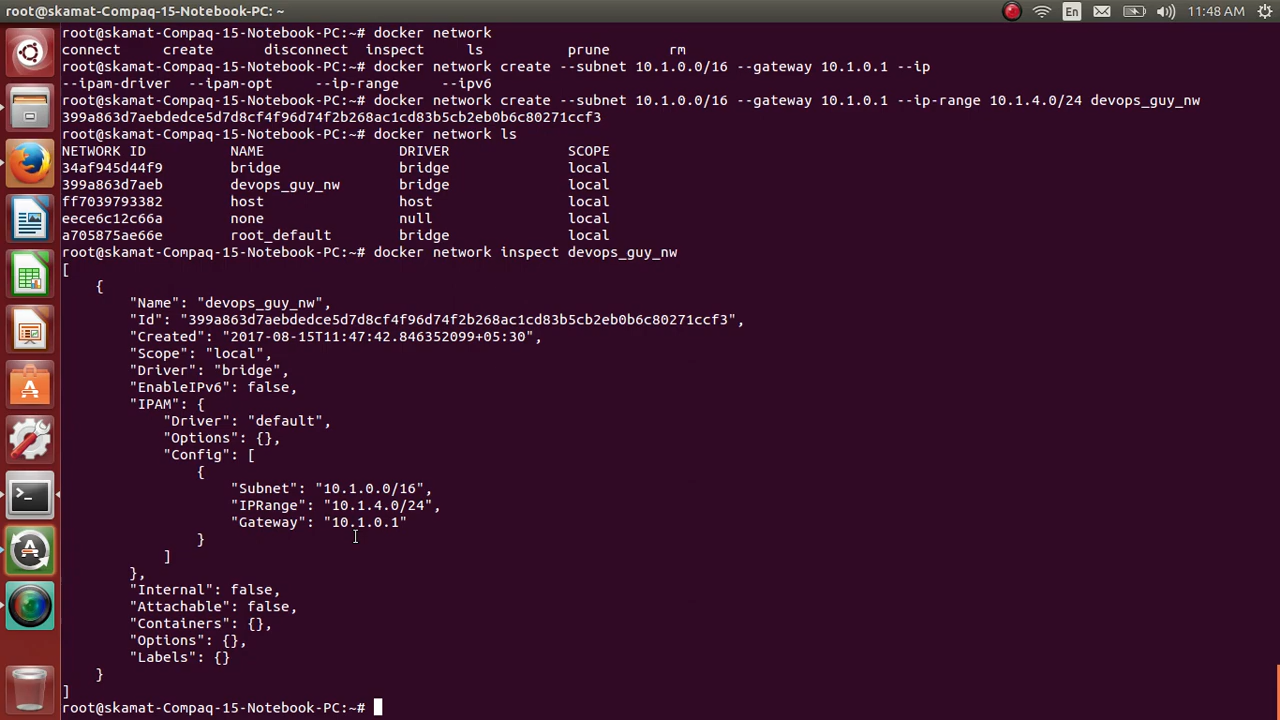 root@skamat-Compaq-15-Notebook-PC: ~
En
11:48 AM
root@skamat-Compaq-15-Notebook-PC:~# docker network
connect     create      disconnect  inspect     ls          prune       rm
root@skamat-Compaq-15-Notebook-PC:~# docker network create --subnet 10.1.0.0/16 --gateway 10.1.0.1 --ip
--ipam-driver  --ipam-opt     --ip-range     --ipv6
root@skamat-Compaq-15-Notebook-PC:~# docker network create --subnet 10.1.0.0/16 --gateway 10.1.0.1 --ip-range 10.1.4.0/24 devops_guy_nw
399a863d7aebdedce5d7d8cf4f96d74f2b268ac1cd83b5cb2eb0b6c80271ccf3
root@skamat-Compaq-15-Notebook-PC:~# docker network ls
NETWORK ID          NAME                DRIVER              SCOPE
34af945d44f9        bridge              bridge              local
399a863d7aeb        devops_guy_nw       bridge              local
ff7039793382        host                host                local
eece6c12c66a        none                null                local
a705875ae66e        root_default        bridge              local
root@skamat-Compaq-15-Notebook-PC:~# docker network inspect devops_guy_nw
[
    {
        "Name": "devops_guy_nw",
        "Id": "399a863d7aebdedce5d7d8cf4f96d74f2b268ac1cd83b5cb2eb0b6c80271ccf3",
        "Created": "2017-08-15T11:47:42.846352099+05:30",
        "Scope": "local",
        "Driver": "bridge",
        "EnableIPv6": false,
        "IPAM": {
            "Driver": "default",
            "Options": {},
            "Config": [
                {
                    "Subnet": "10.1.0.0/16",
                    "IPRange": "10.1.4.0/24",
                    "Gateway": "10.1.0.1"
                }
            ]
        },
        "Internal": false,
        "Attachable": false,
        "Containers": {},
        "Options": {},
        "Labels": {}
    }
]
root@skamat-Compaq-15-Notebook-PC:~#